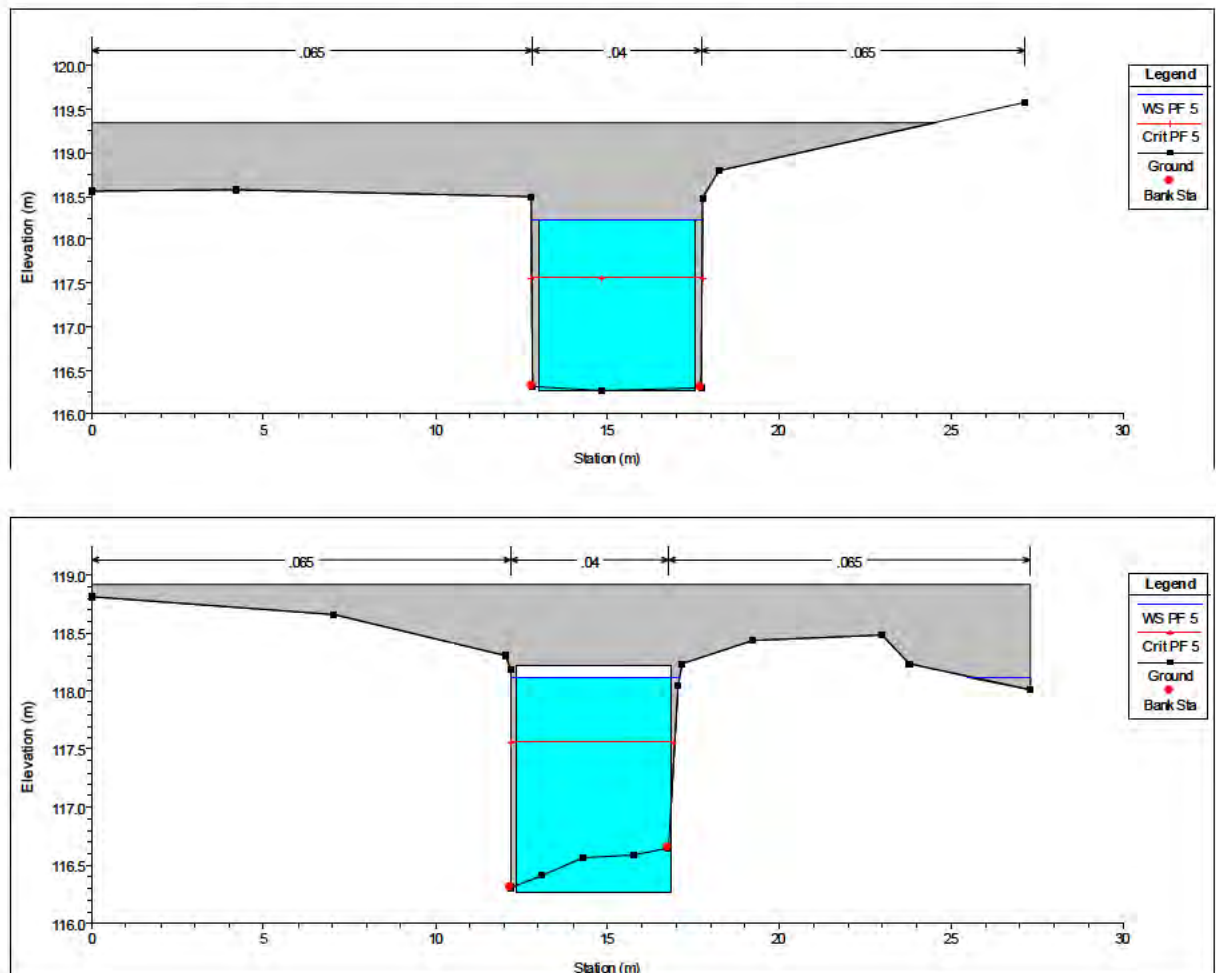 .065 .04 .065
120.0
119.5
119.0
118.5
118.0
117.5
117.0
116.5
116.0
Elevation (m)
0 5 10 15 20 25 30
Station (m)
Legend
WS PF 5
Crit PF 5
Ground
Bank Sta
.065 .04 .065
119.0
118.5
118.0
117.5
117.0
116.5
116.0
Elevation (m)
0 5 10 15 20 25 30
Station (m)
Legend
WS PF 5
Crit PF 5
Ground
Bank Sta